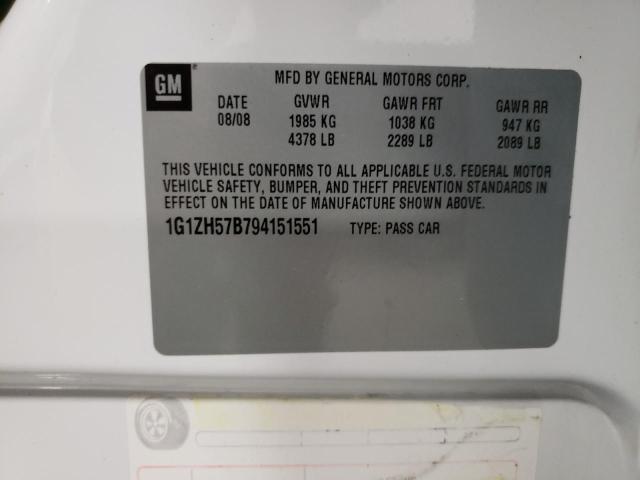 GM
MFD BY GENERAL MOTORS CORP.
DATE GVWR GAWR FRT GAWR RR
08/08 1985 KG 1038 KG 947 KG
4378 LB 2289 LB 2089 LB
THIS VEHICLE CONFORMS TO ALL APPLICABLE U.S. FEDERAL MOTOR
VEHICLE SAFETY, BUMPER, AND THEFT PREVENTION STANDARDS IN
EFFECT ON THE DATE OF MANUFACTURE SHOWN ABOVE.
1G1ZH57B794151551 TYPE: PASS CAR